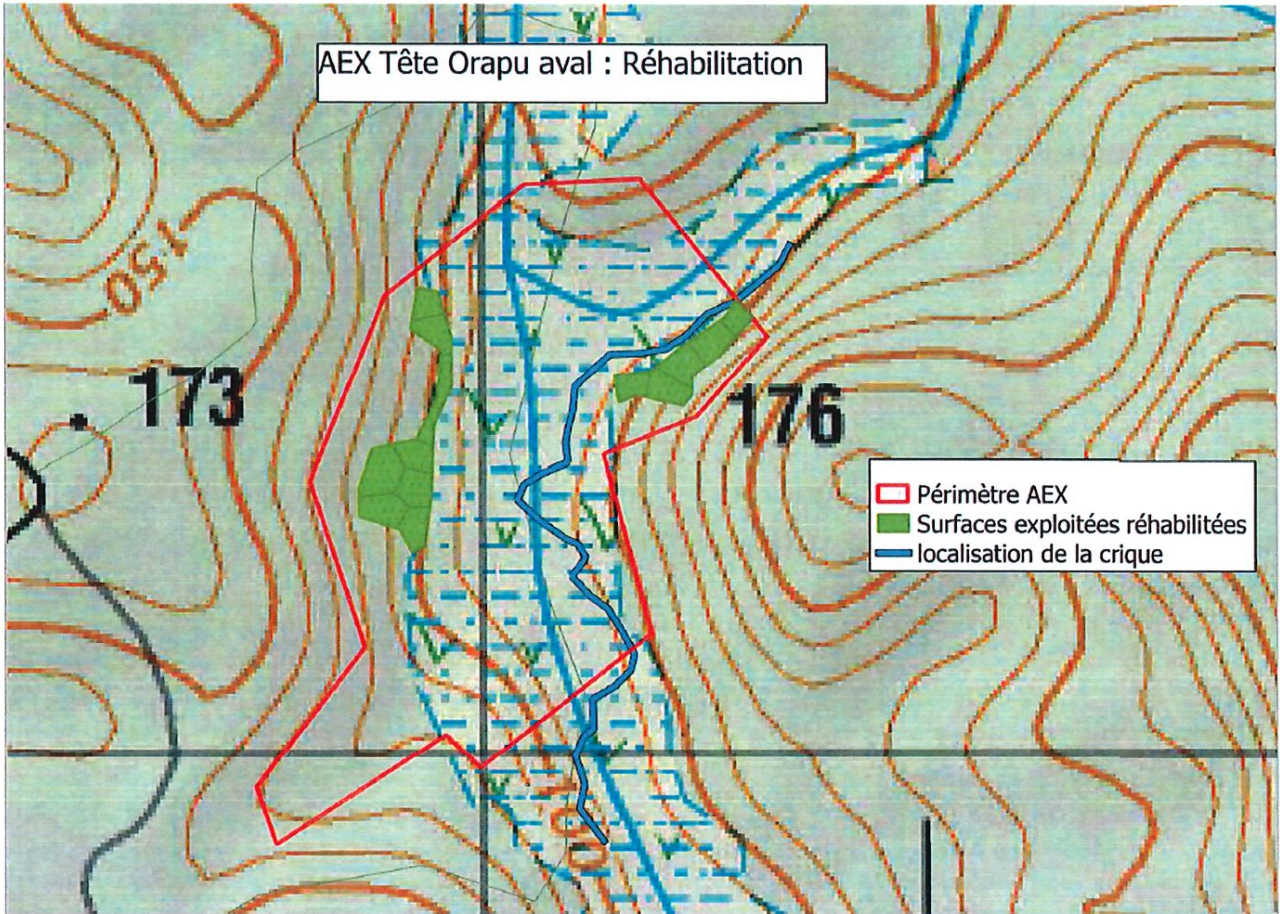 AEX Tête Orapu aval : Réhabilitation
150
173
176
Périmètre AEX
Surfaces exploitées réhabilitées
localisation de la crique